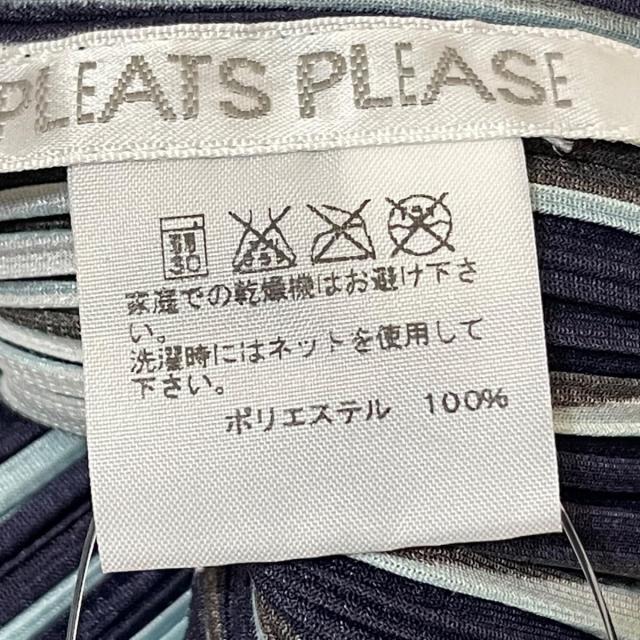 PLEATS PLEASE
30
家庭での乾燥機はお避け下さ
い。
洗濯時にはネットを使用して
下さい。
ポリエステル 100%